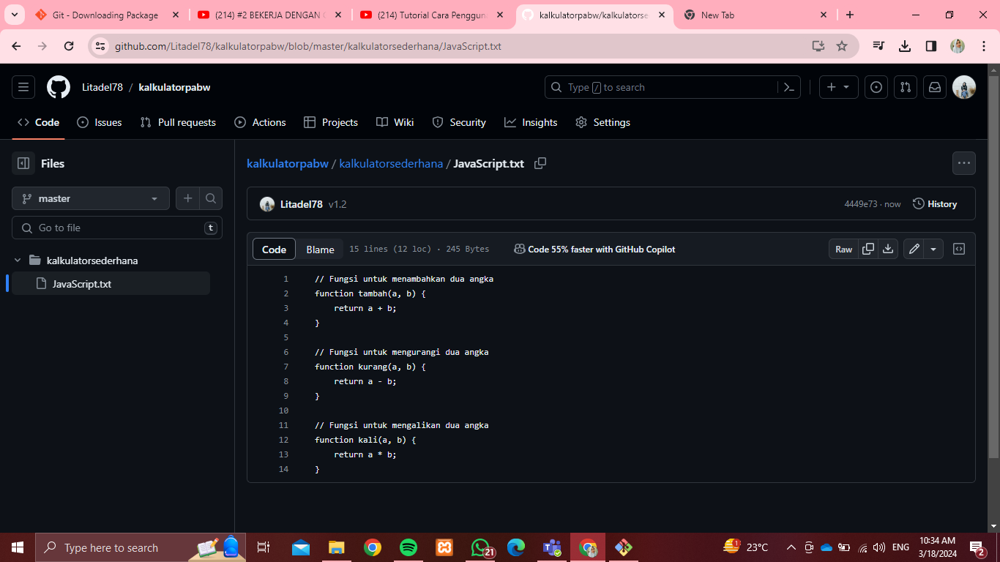 Git - Downloading Package
(214) #2 BEKERJA DENGAN
(214) Tutorial Cara Penggun
kalkulatorpabw/kalkulatorse
New Tab
github.com/Litadel78/kalkulatorpabw/blob/master/kalkulatorsederhana/JavaScript.txt
Litadel78 / kalkulatorpabw
Type / to search
Code
Issues
Pull requests
Actions
Projects
Wiki
Security
Insights
Settings
Files
master
Go to file
t
kalkulatorsederhana
JavaScript.txt
kalkulatorpabw / kalkulatorsederhana / JavaScript.txt
Litadel78 v1.2
4449e73 · now
History
Code
Blame
15 lines (12 loc) · 245 Bytes
Code 55% faster with GitHub Copilot
Raw
1 // Fungsi untuk menambahkan dua angka
2 function tambah(a, b) {
3 return a + b;
4 }
5
6 // Fungsi untuk mengurangi dua angka
7 function kurang(a, b) {
8 return a - b;
9 }
10
11 // Fungsi untuk mengalikan dua angka
12 function kali(a, b) {
13 return a * b;
14 }
Type here to search
21
1
23°C
ENG
10:34 AM
3/18/2024
2